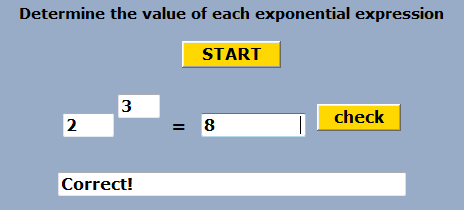 Determine the value of each exponential expression
START
2 3 = 8 check
Correct!